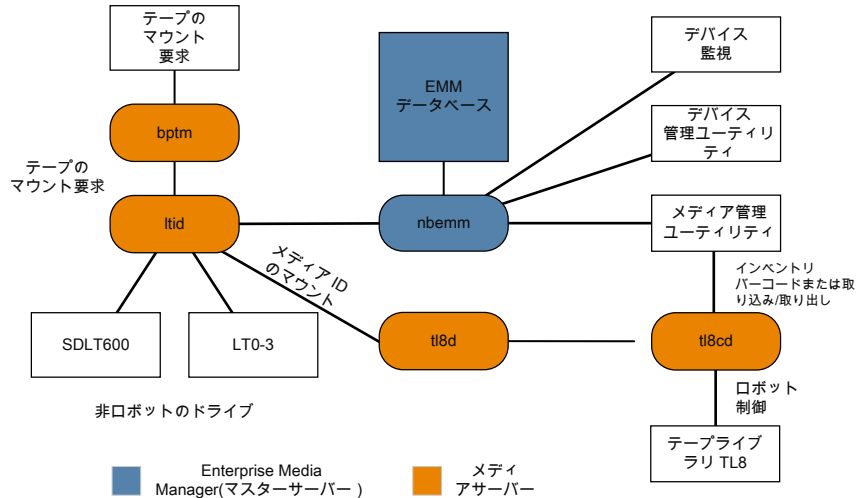 テープの
マウント
要求
デバイス
監視
EMM
データベース
bptm
デバイス
管理ユーティリ
ティ
テープの
マウント要求
ltid
nbemm
メディア管理
ユーティリティ
メディア ID
のマウント
インベントリ
バーコードまたは取
り込み/取り出し
SDLT600
LT0-3
tl8d
tl8cd
非ロボットのドライブ
ロボット
制御
テープライブ
ラリ TL8
Enterprise Media
Manager(マスターサーバー )
メディ
アサーバー